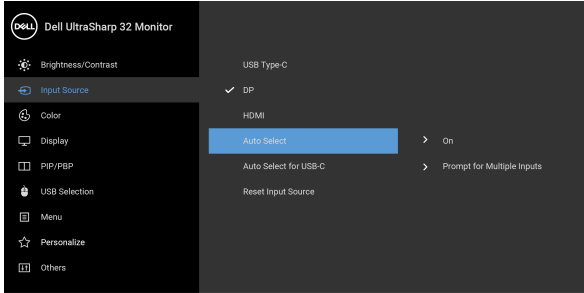 DELL Dell UltraSharp 32 Monitor
Brightness/Contrast USB Type-C
Input Source DP
Color HDMI
Display Auto Select On
PIP/PBP Auto Select for USB-C Prompt for Multiple Inputs
USB Selection Reset Input Source
Menu
Personalize
Others